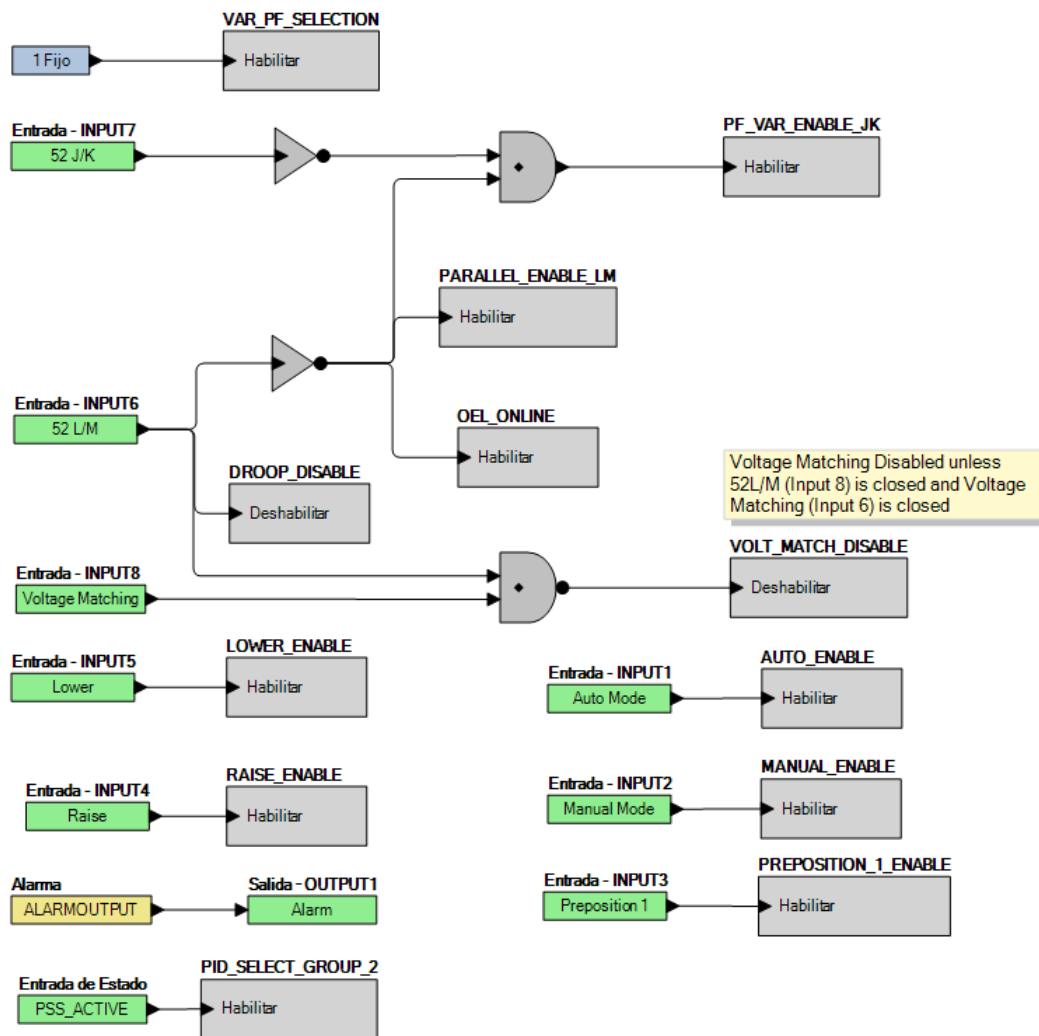 VAR_PF_SELECTION
1 Fijo
Habilitar
Entrada - INPUT7
52 J/K
PF_VAR_ENABLE_JK
Habilitar
PARALLEL_ENABLE_LM
Habilitar
Entrada - INPUT6
52 L/M
OEL_ONLINE
Habilitar
DROOP_DISABLE
Deshabilitar
Voltage Matching Disabled unless
52L/M (Input 8) is closed and Voltage
Matching (Input 6) is closed
Entrada - INPUT8
Voltage Matching
VOLT_MATCH_DISABLE
Deshabilitar
Entrada - INPUT5
Lower
LOWER_ENABLE
Habilitar
Entrada - INPUT1
Auto Mode
AUTO_ENABLE
Habilitar
Entrada - INPUT4
Raise
RAISE_ENABLE
Habilitar
Entrada - INPUT2
Manual Mode
MANUAL_ENABLE
Habilitar
Alarma
ALARMOUTPUT
Salida - OUTPUT1
Alarm
Entrada - INPUT3
Preposition 1
PREPOSITION_1_ENABLE
Habilitar
Entrada de Estado
PSS_ACTIVE
PID_SELECT_GROUP_2
Habilitar